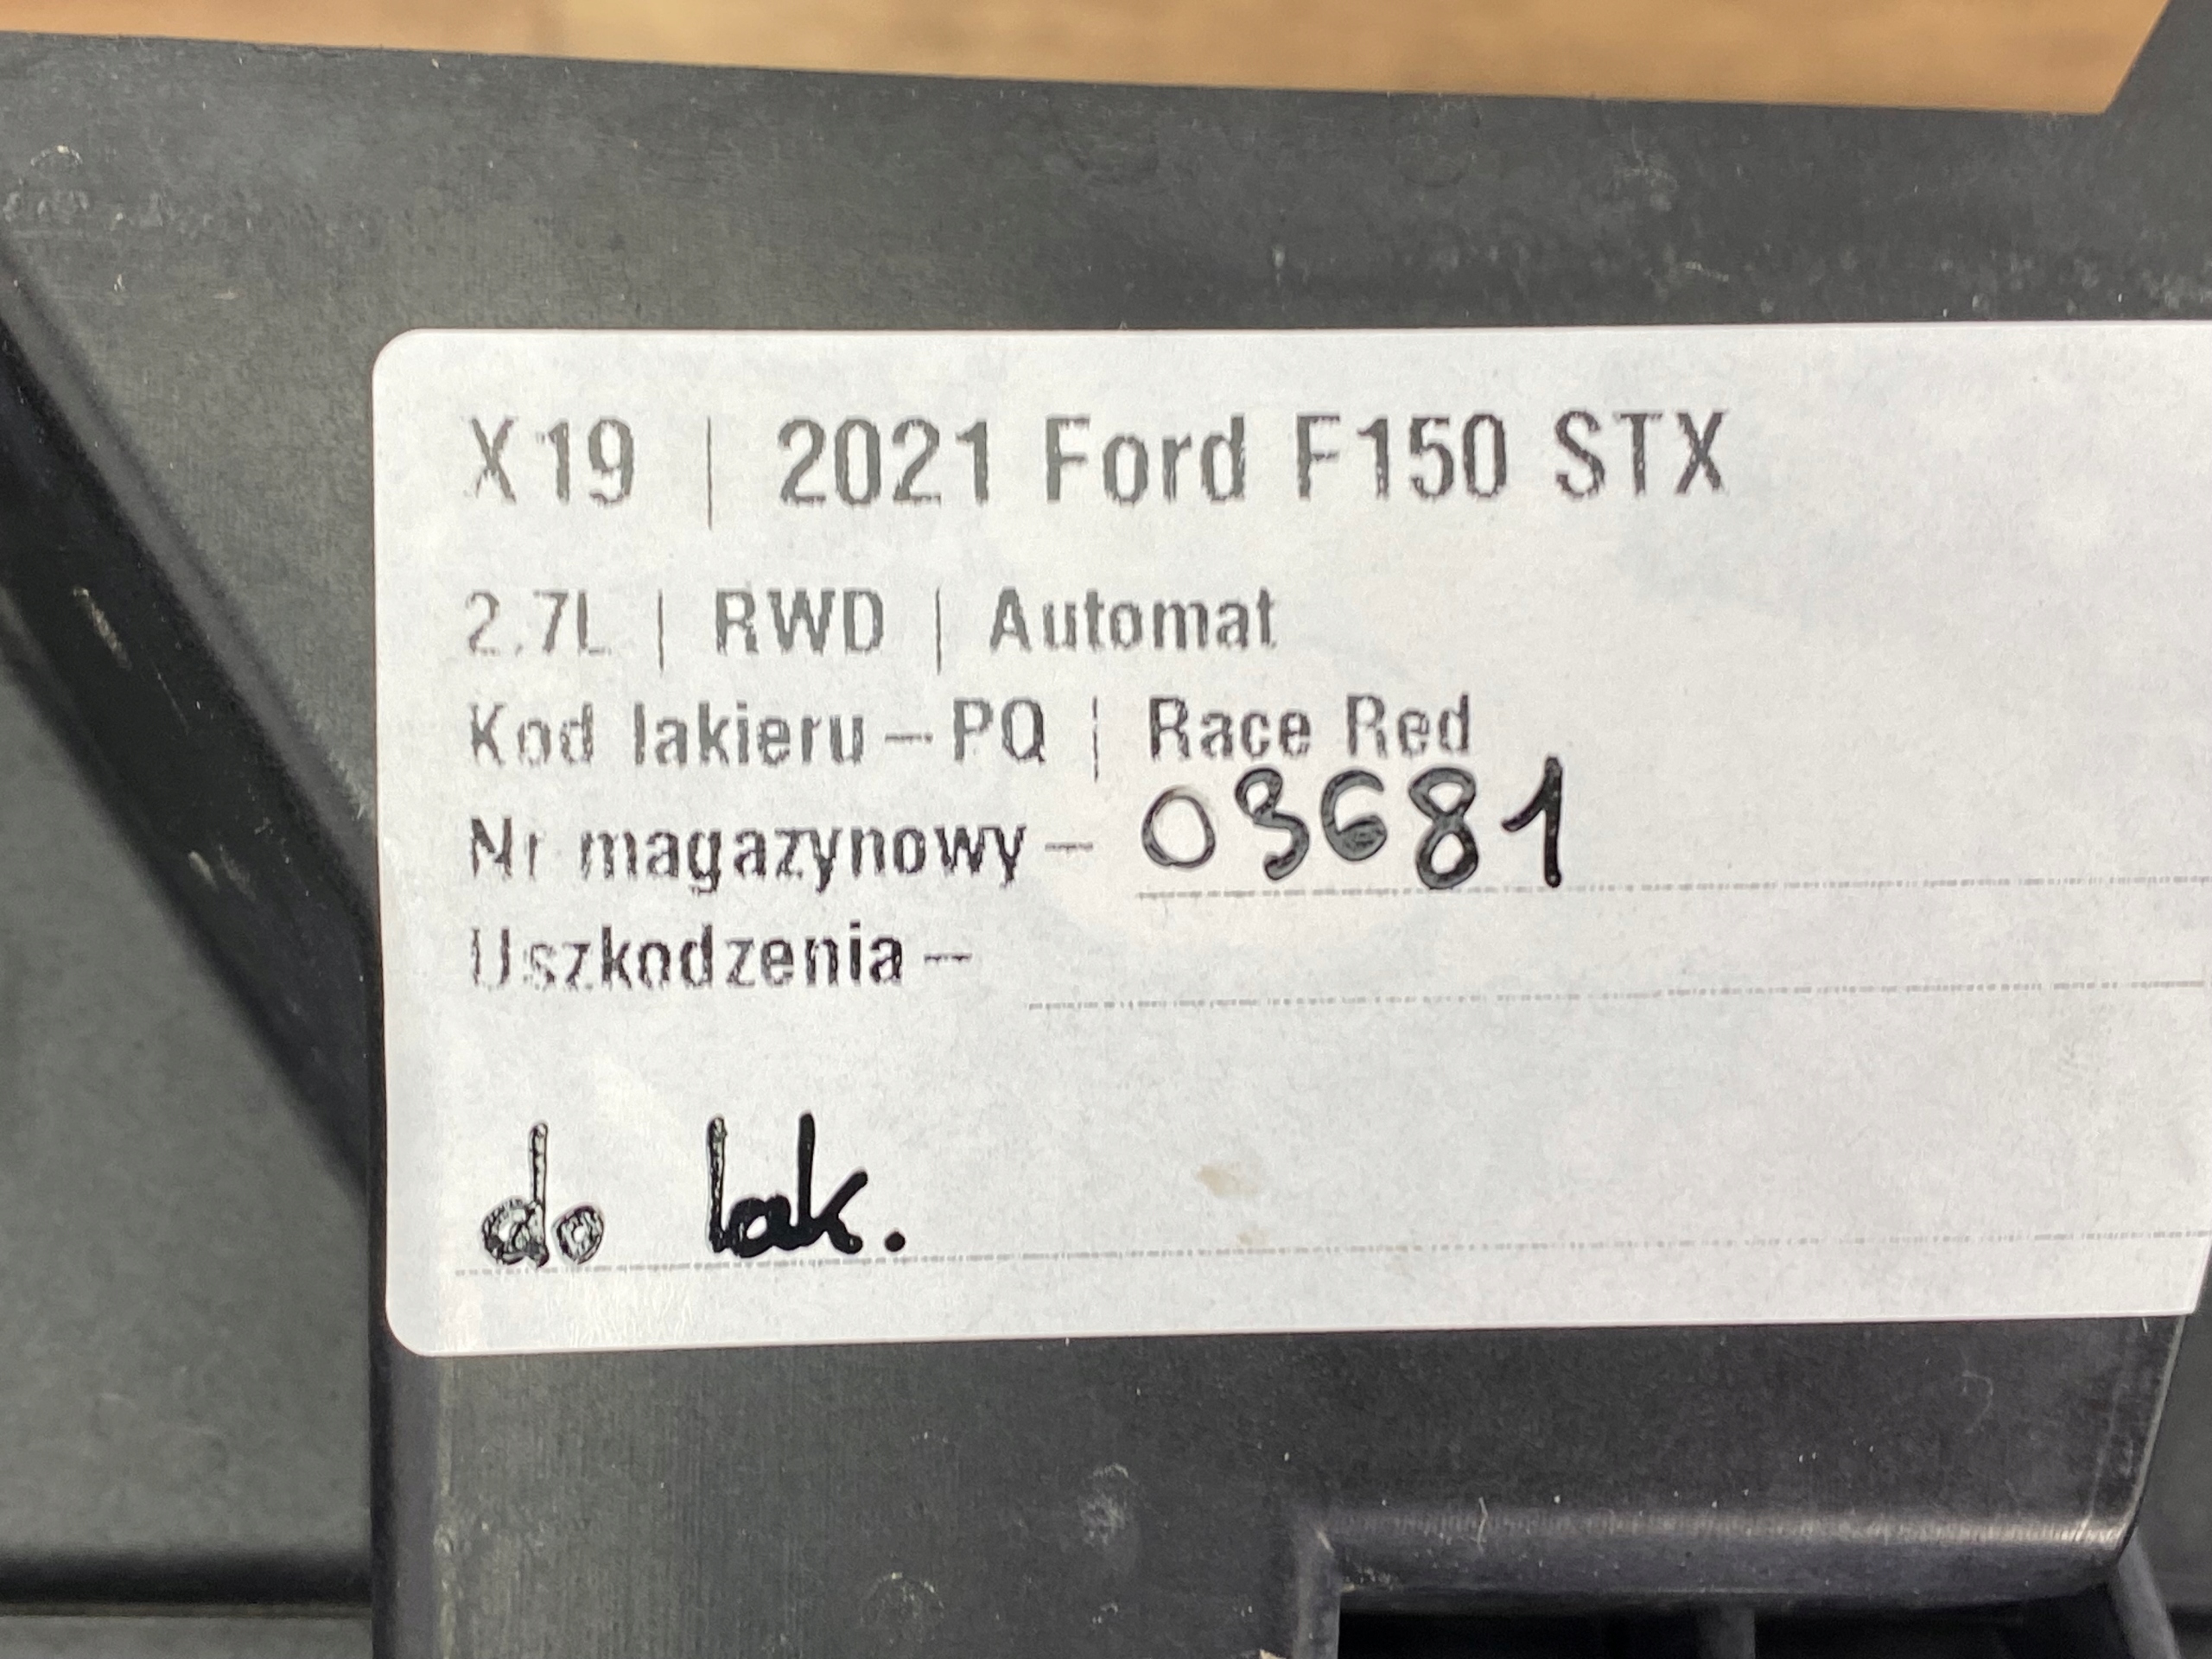 X19 | 2021 Ford F150 STX
2.7L | RWD | Automat
Kod lakieru – PQ | Race Red
Nr magazynowy – 03681
Uszkodzenia –
do lak.